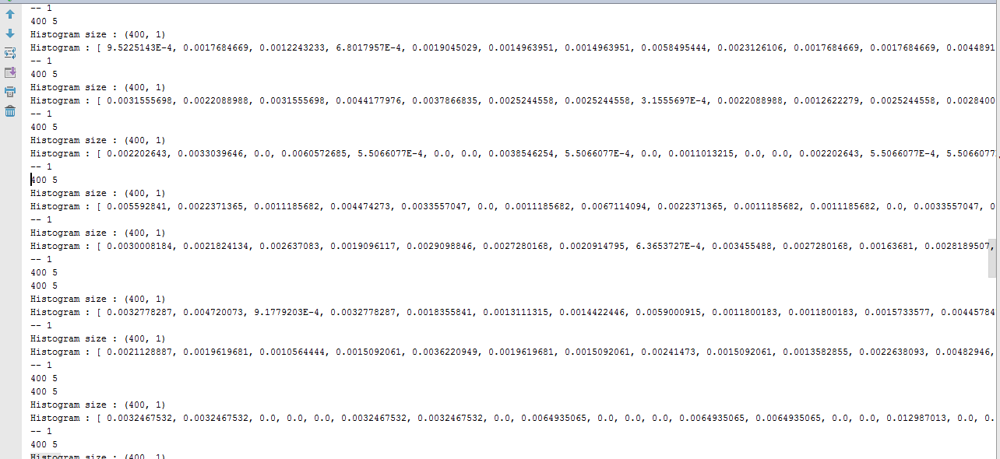 -- 1
400 5
Histogram size : (400, 1)
Histogram : [ 9.5225143E-4, 0.0017684669, 0.0012243233, 6.8017957E-4, 0.0019045029, 0.0014963951, 0.0014963951, 0.0058495444, 0.0023126106, 0.0017684669, 0.0017684669, 0.0044891
-- 1
400 5
Histogram size : (400, 1)
Histogram : [ 0.0031555698, 0.0022088988, 0.0031555698, 0.0044177976, 0.0037866835, 0.0025244558, 0.0025244558, 3.1555697E-4, 0.0022088988, 0.0012622279, 0.0025244558, 0.0028400
-- 1
400 5
Histogram size : (400, 1)
Histogram : [ 0.002202643, 0.0033039646, 0.0, 0.0060572685, 5.5066077E-4, 0.0, 0.0, 0.0038546254, 5.5066077E-4, 0.0, 0.0011013215, 0.0, 0.0, 0.002202643, 5.5066077E-4, 5.5066077
-- 1
400 5
Histogram size : (400, 1)
Histogram : [ 0.005592841, 0.0022371365, 0.0011185682, 0.004474273, 0.0033557047, 0.0, 0.0011185682, 0.0067114094, 0.0022371365, 0.0011185682, 0.0011185682, 0.0, 0.0033557047, 0
-- 1
Histogram size : (400, 1)
Histogram : [ 0.0030008184, 0.0021824134, 0.002637083, 0.0019096117, 0.0029098846, 0.0027280168, 0.0020914795, 6.3653727E-4, 0.003455488, 0.0027280168, 0.00163681, 0.0028189507,
-- 1
400 5
400 5
Histogram size : (400, 1)
Histogram : [ 0.0032778287, 0.004720073, 9.1779203E-4, 0.0032778287, 0.0018355841, 0.0013111315, 0.0014422446, 0.0059000915, 0.0011800183, 0.0011800183, 0.0015733577, 0.00445784
-- 1
Histogram size : (400, 1)
Histogram : [ 0.0021128887, 0.0019619681, 0.0010564444, 0.0015092061, 0.0036220949, 0.0019619681, 0.0015092061, 0.00241473, 0.0015092061, 0.0013582855, 0.0022638093, 0.00482946,
-- 1
400 5
400 5
Histogram size : (400, 1)
Histogram : [ 0.0032467532, 0.0032467532, 0.0, 0.0, 0.0, 0.0032467532, 0.0032467532, 0.0, 0.0064935065, 0.0, 0.0, 0.0, 0.0064935065, 0.0064935065, 0.0, 0.0, 0.012987013, 0.0, 0.
-- 1
400 5
Histogram size : (400, 1)